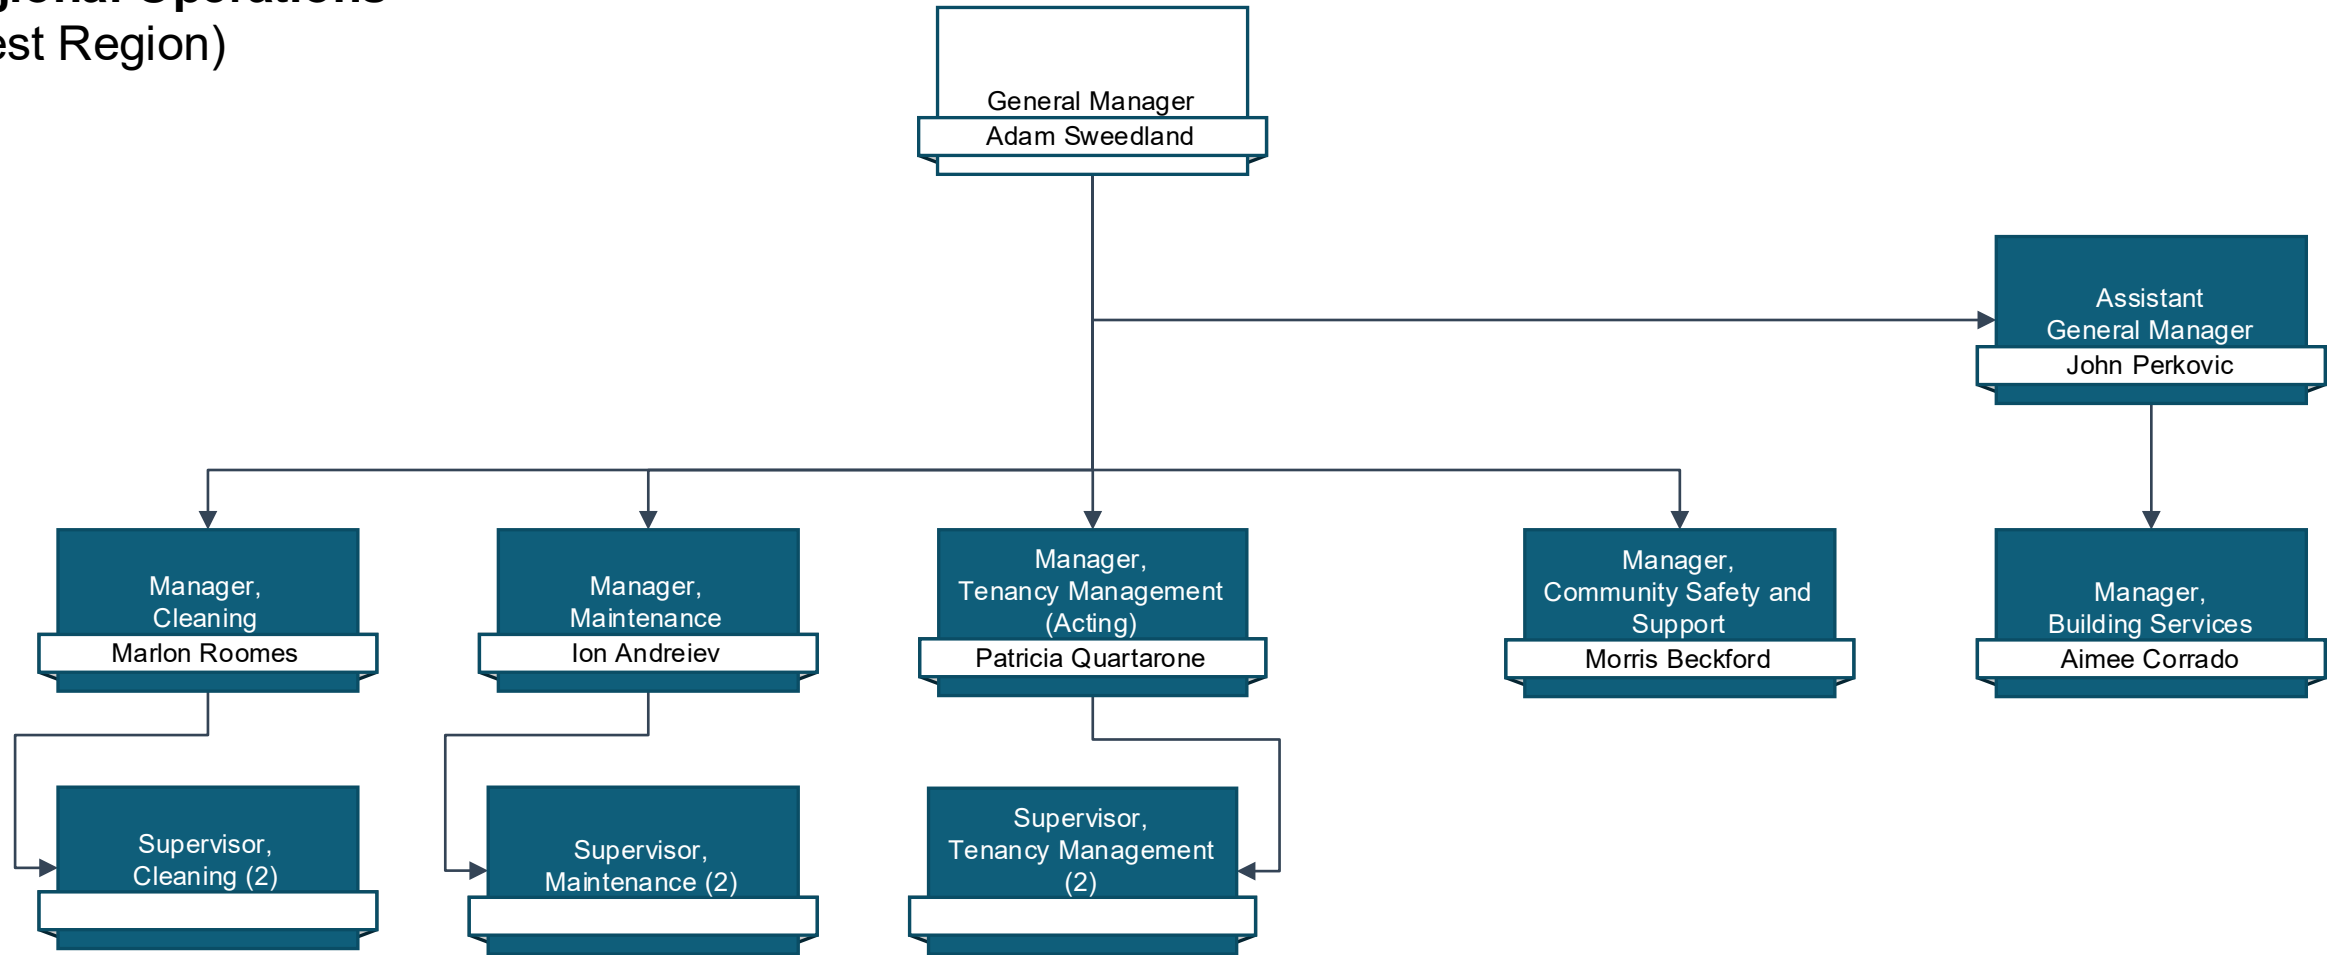 gional Operations
est Region)
General Manager
Adam Sweedland
Assistant
General Manager
John Perkovic
Manager,
Cleaning
Marlon Roomes
Manager,
Maintenance
Ion Andreiev
Manager,
Tenancy Management
(Acting)
Patricia Quartarone
Manager,
Community Safety and
Support
Morris Beckford
Manager,
Building Services
Aimee Corrado
Supervisor,
Cleaning (2)
Supervisor,
Maintenance (2)
Supervisor,
Tenancy Management
(2)